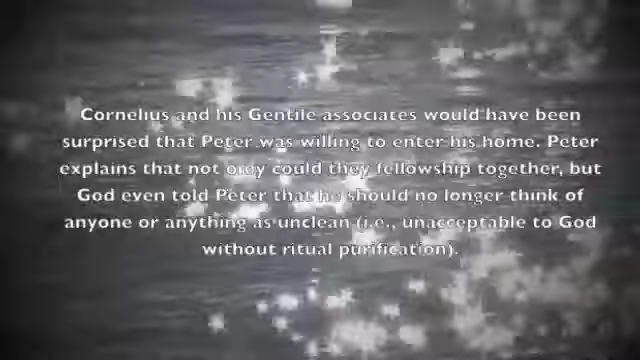 Cornelius and his Gentile associates would have been
surprised that Peter was willing to enter his home. Peter
explains that not only could they fellowship together, but
God even told Peter that he should no longer think of
anyone or anything as unclean (i.e., unacceptable to God
without ritual purification).